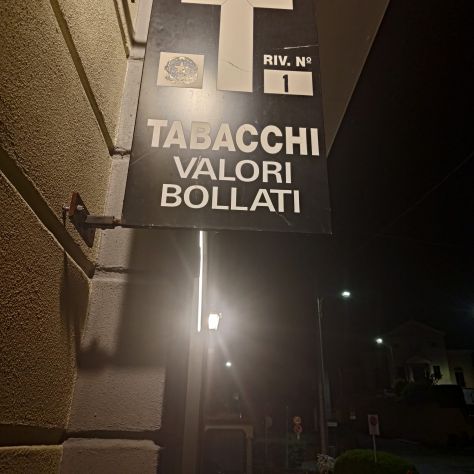 T
RIV. Nº
1
TABACCHI
VALORI
BOLLATI